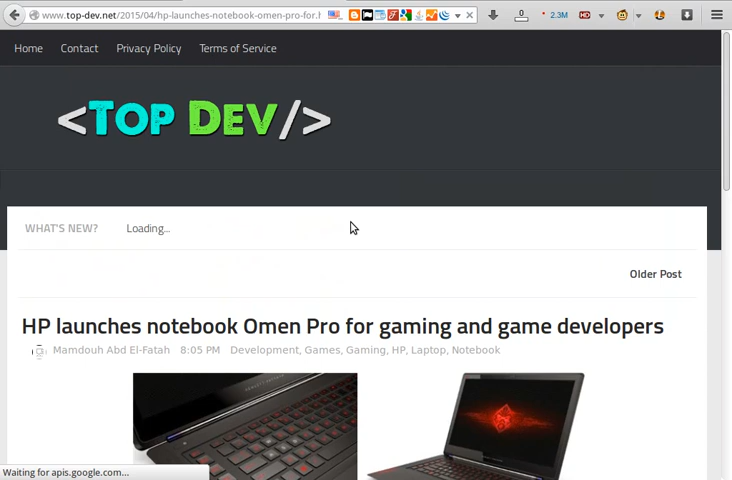 www.top-dev.net/2015/04/hp-launches-notebook-omen-pro-for.h
0
2.3M
HD
Home
Contact
Privacy Policy
Terms of Service
<TOP DEV/>
WHAT'S NEW?
Loading...
Older Post
HP launches notebook Omen Pro for gaming and game developers
Mamdouh Abd El-Fatah 8:05 PM Development, Games, Gaming, HP, Laptop, Notebook
Waiting for apis.google.com...